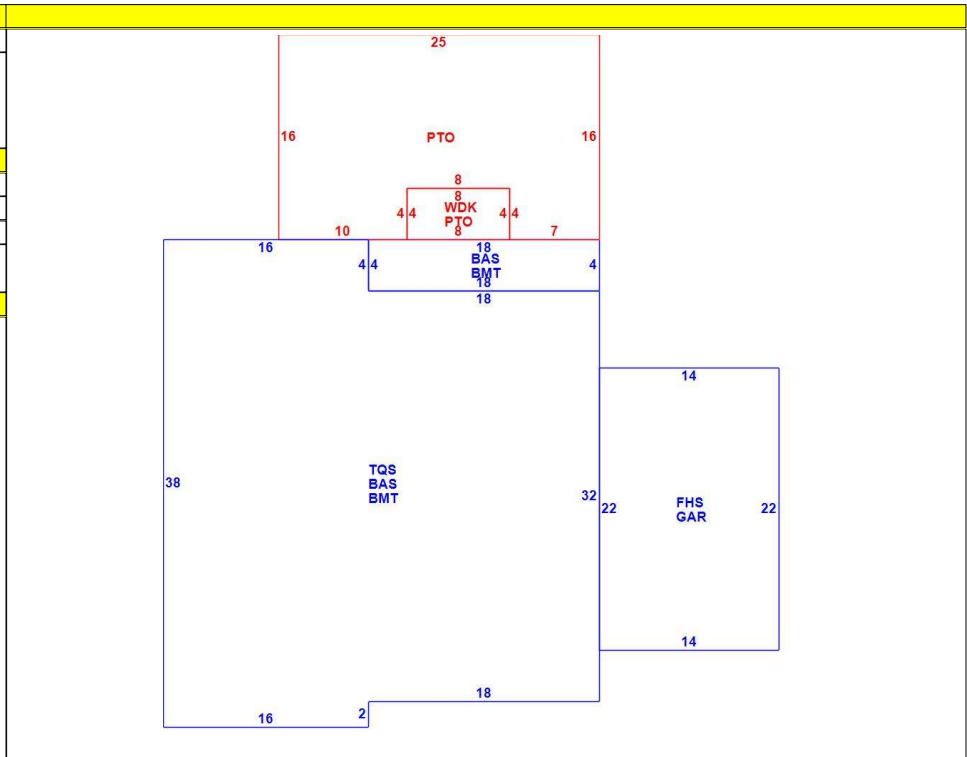 25
16 PTO 16
8
8
4 4 WDK 4 4
PTO
10 8 7
16 18
4 4 BAS 4
BMT
18
18
14
TQS
38 BAS 32 22 FHS 22
BMT GAR
14
18
16 2